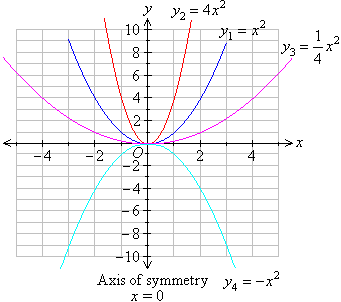 y y₂ = 4x²
y₁ = x²
y₃ = 1/4 x²
10
8
6
4
2
−4 −2 O 2 4 x
−2
−4
−6
−8
−10
Axis of symmetry y₄ = −x²
x = 0